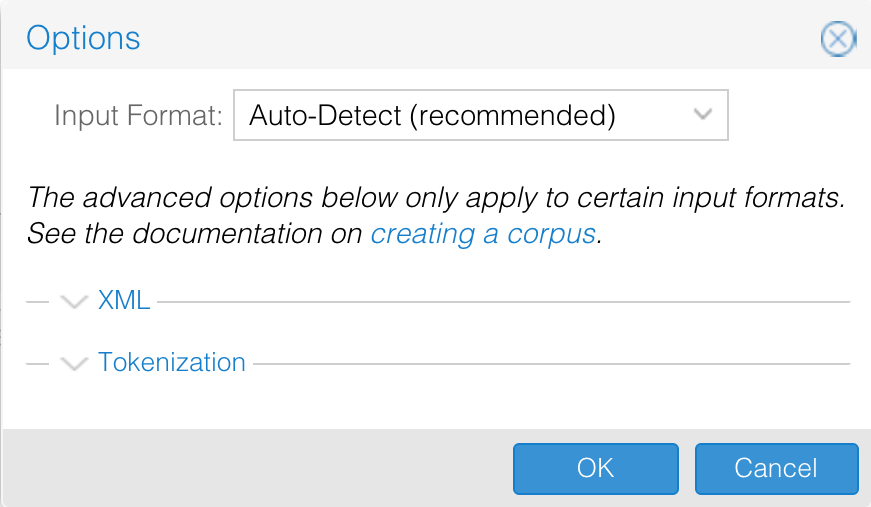 Options
Input Format: Auto-Detect (recommended)
The advanced options below only apply to certain input formats.
See the documentation on creating a corpus.
XML
Tokenization
OK Cancel